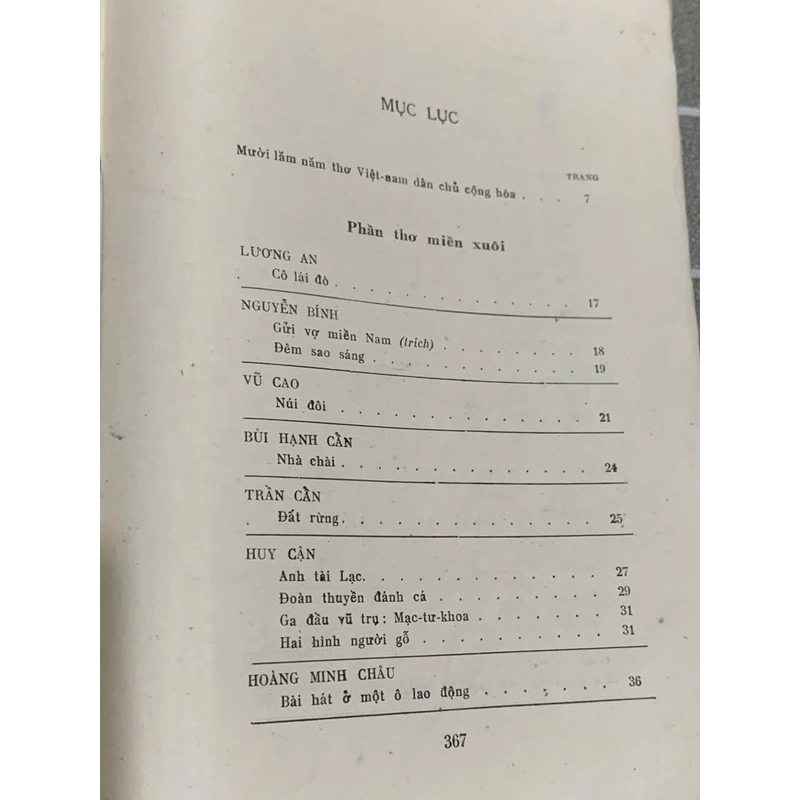 MỤC LỤC
TRANG
Mười lăm năm thơ Việt-nam dân chủ cộng hòa . . . 7
Phần thơ miền xuôi
LƯƠNG AN
Cô lái đò . . . . . . . . . . . . . 17
NGUYỄN BÍNH
Gửi vợ miền Nam (trích) . . . . . . . . 18
Đêm sao sáng . . . . . . . . . . . 19
VŨ CAO
Núi đôi . . . . . . . . . . . . . 21
BÙI HẠNH CẦN
Nhà chài . . . . . . . . . . . . . 24
TRẦN CẦN
Đất rừng . . . . . . . . . . . . . 25
HUY CẬN
Anh tài Lạc . . . . . . . . . . . . 27
Đoàn thuyền đánh cá . . . . . . . . . 29
Ga đầu vũ trụ: Mạc-tư-khoa . . . . . . . 31
Hai hình người gỗ . . . . . . . . . . 31
HOÀNG MINH CHÂU
Bài hát ở một ô lao động . . . . . . . 36
367